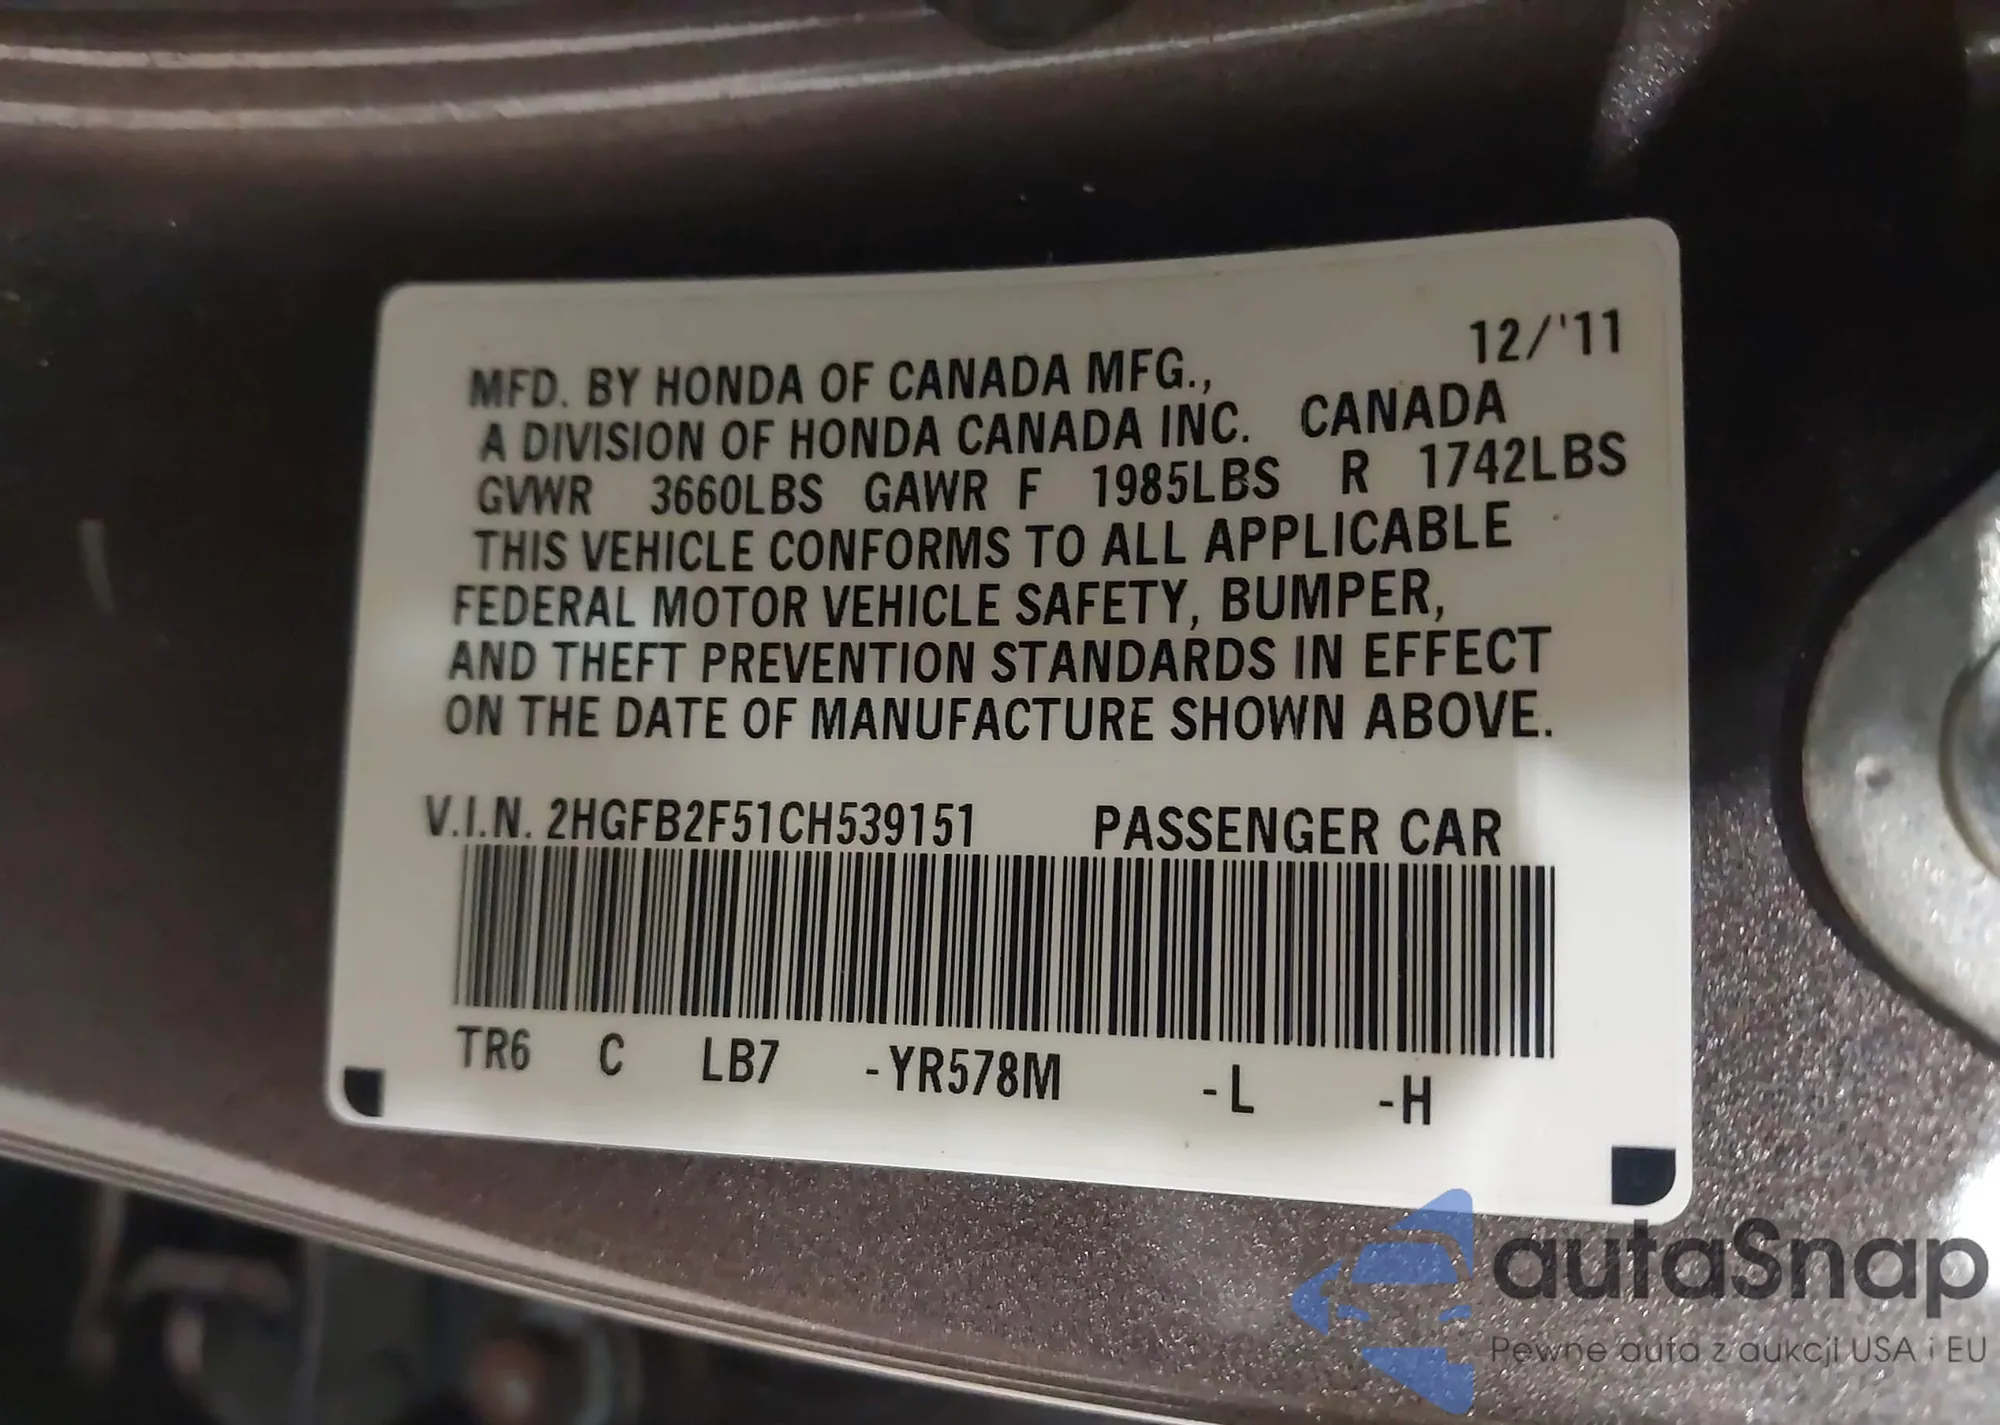 12/'11
MFD. BY HONDA OF CANADA MFG.,
A DIVISION OF HONDA CANADA INC. CANADA
GVWR 3660LBS GAWR F 1985LBS R 1742LBS
THIS VEHICLE CONFORMS TO ALL APPLICABLE
FEDERAL MOTOR VEHICLE SAFETY, BUMPER,
AND THEFT PREVENTION STANDARDS IN EFFECT
ON THE DATE OF MANUFACTURE SHOWN ABOVE.
V.I.N. 2HGFB2F51CH539151 PASSENGER CAR
TR6 C LB7 -YR578M -L -H
autaSnap
Pewne auta z aukcji USA i EU